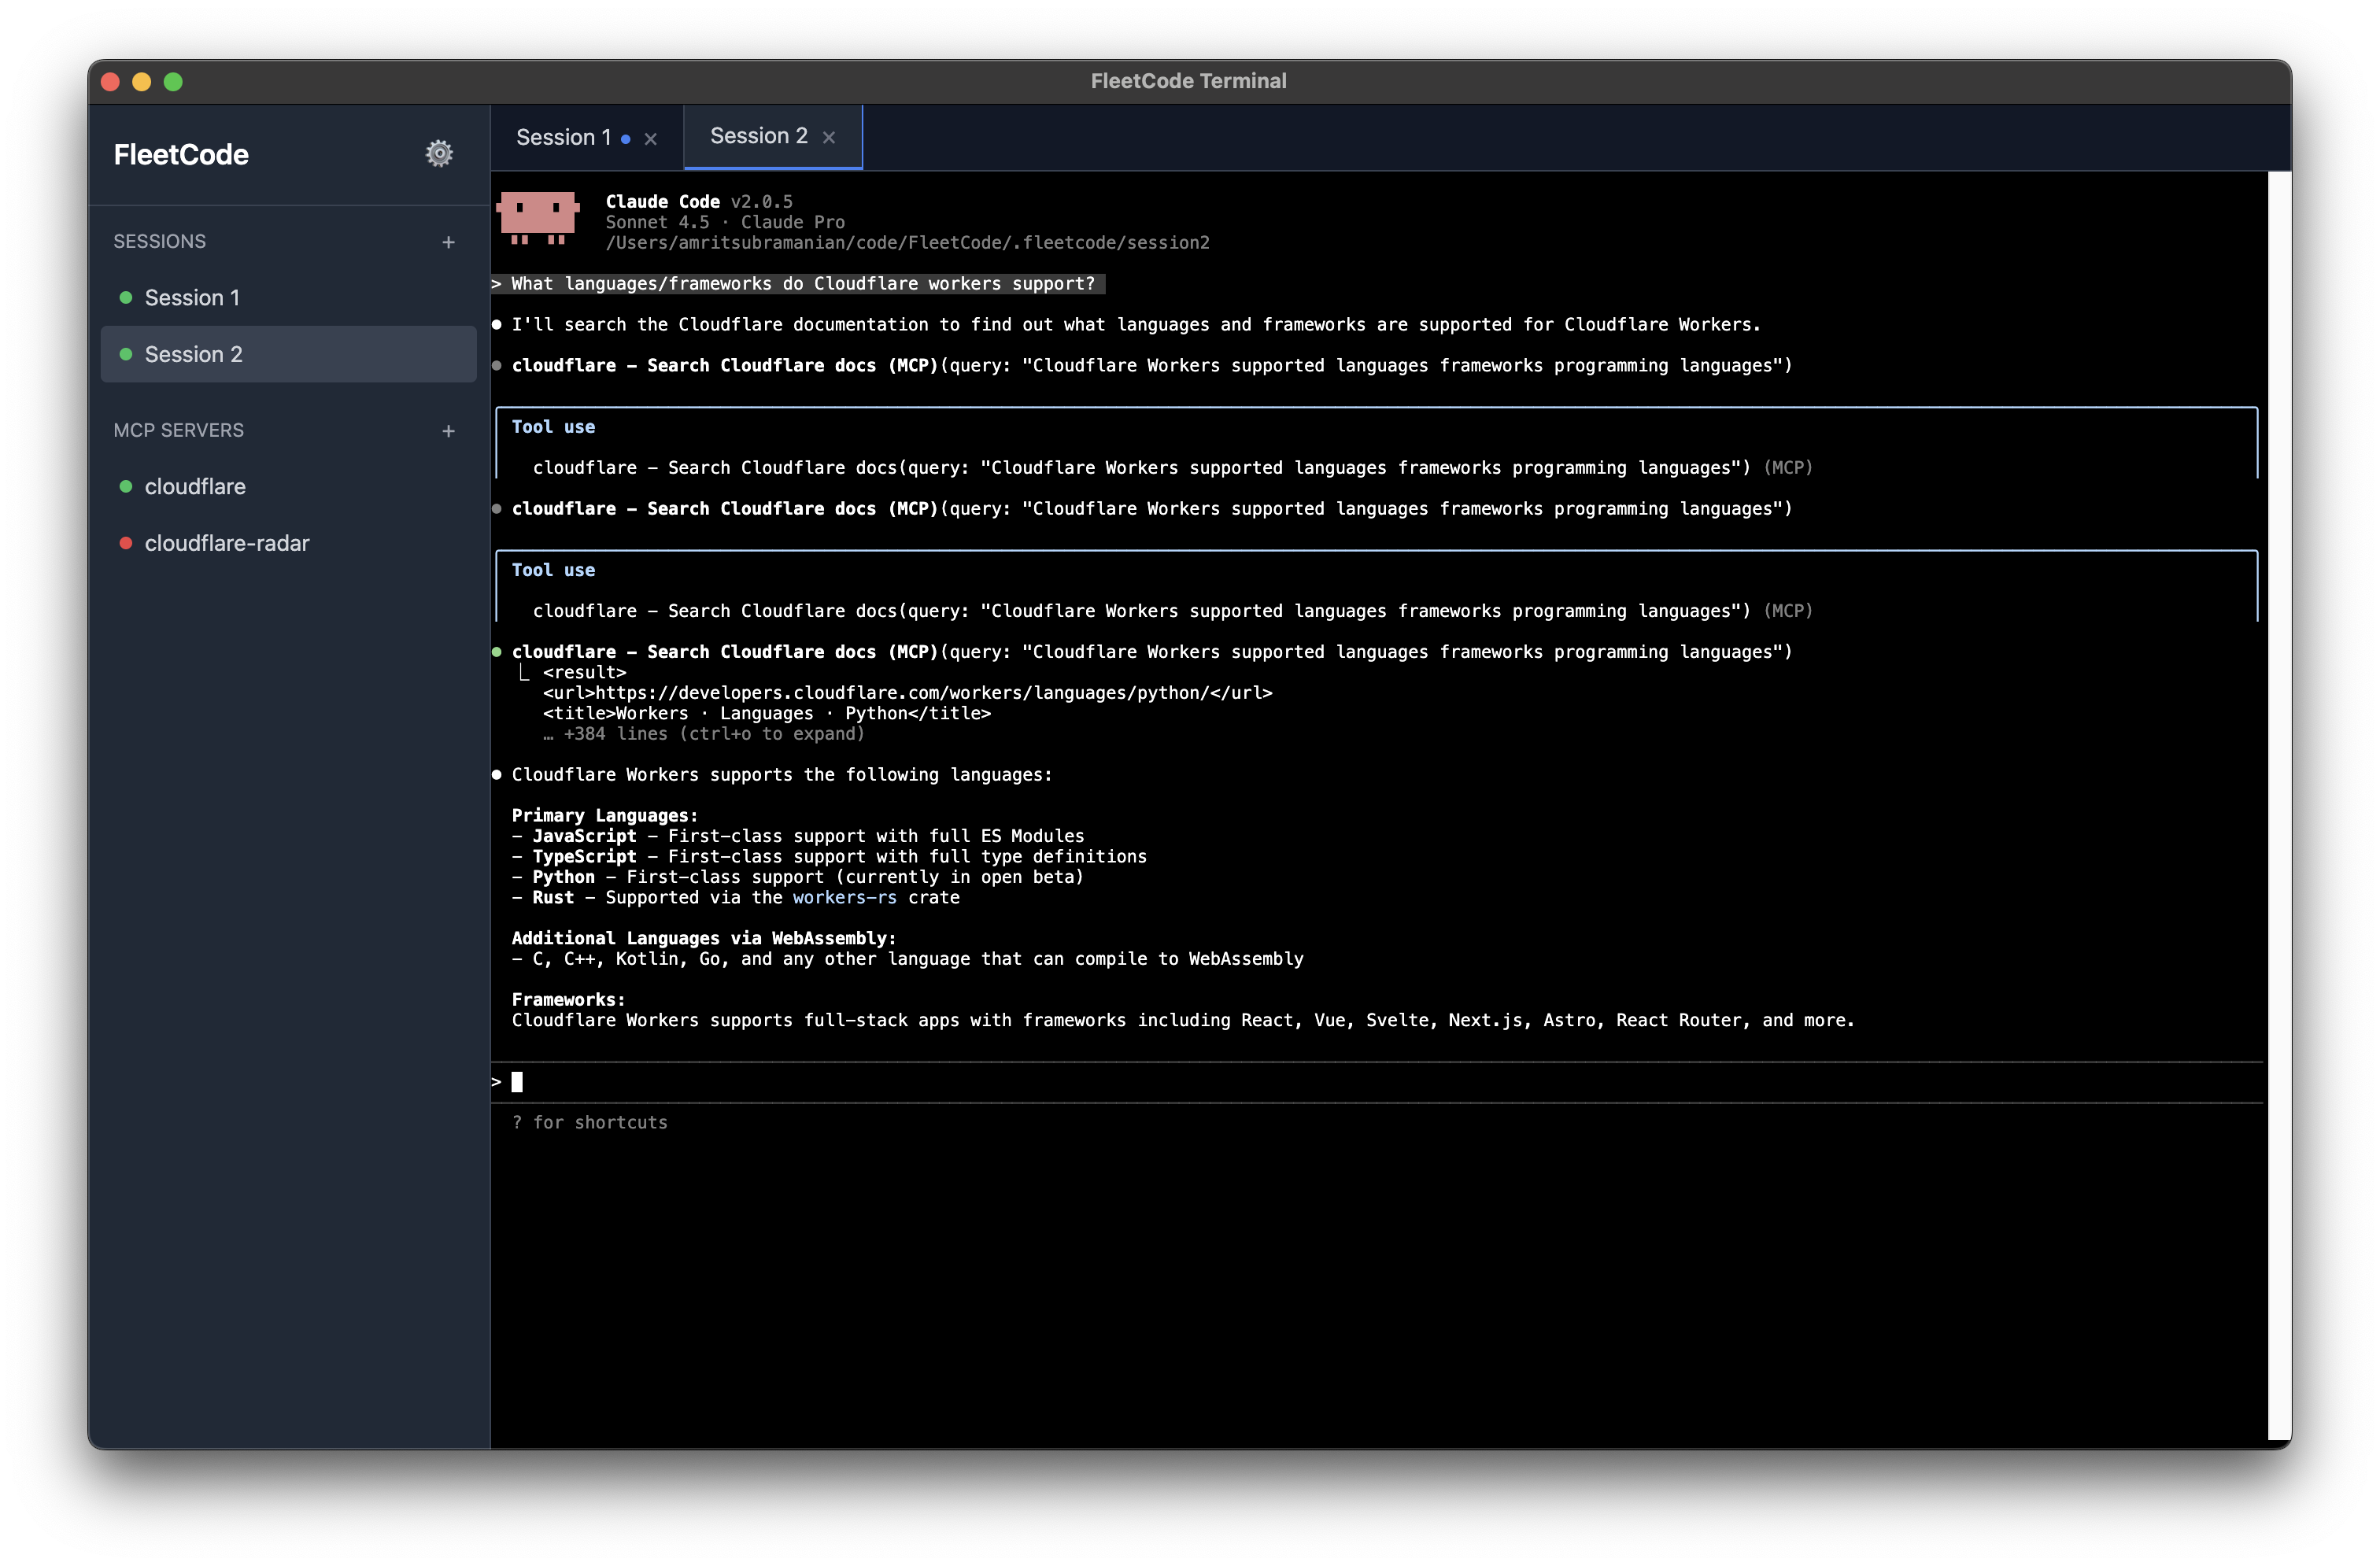 FleetCode Terminal
FleetCode
SESSIONS +
Session 1
Session 2
MCP SERVERS +
cloudflare
cloudflare-radar
Session 1 ×
Session 2 ×
Claude Code v2.0.5
Sonnet 4.5 · Claude Pro
/Users/amritsubramanian/code/FleetCode/.fleetcode/session2
> What languages/frameworks do Cloudflare workers support?
● I'll search the Cloudflare documentation to find out what languages and frameworks are supported for Cloudflare Workers.
● cloudflare - Search Cloudflare docs (MCP)(query: "Cloudflare Workers supported languages frameworks programming languages")
Tool use
cloudflare - Search Cloudflare docs(query: "Cloudflare Workers supported languages frameworks programming languages") (MCP)
● cloudflare - Search Cloudflare docs (MCP)(query: "Cloudflare Workers supported languages frameworks programming languages")
Tool use
cloudflare - Search Cloudflare docs(query: "Cloudflare Workers supported languages frameworks programming languages") (MCP)
● cloudflare - Search Cloudflare docs (MCP)(query: "Cloudflare Workers supported languages frameworks programming languages")
⎿ <result>
<url>https://developers.cloudflare.com/workers/languages/python/</url>
<title>Workers · Languages · Python</title>
… +384 lines (ctrl+o to expand)
● Cloudflare Workers supports the following languages:
Primary Languages:
- JavaScript - First-class support with full ES Modules
- TypeScript - First-class support with full type definitions
- Python - First-class support (currently in open beta)
- Rust - Supported via the workers-rs crate
Additional Languages via WebAssembly:
- C, C++, Kotlin, Go, and any other language that can compile to WebAssembly
Frameworks:
Cloudflare Workers supports full-stack apps with frameworks including React, Vue, Svelte, Next.js, Astro, React Router, and more.
>
? for shortcuts